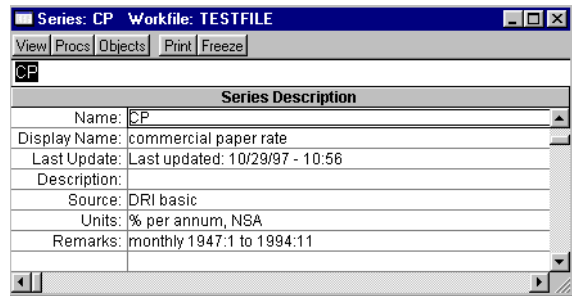 Series: CP Workfile: TESTFILE
View Procs Objects Print Freeze
CP
Series Description
Name: CP
Display Name: commercial paper rate
Last Update: Last updated: 10/29/97 - 10:56
Description:
Source: DRI basic
Units: % per annum, NSA
Remarks: monthly 1947:1 to 1994:11